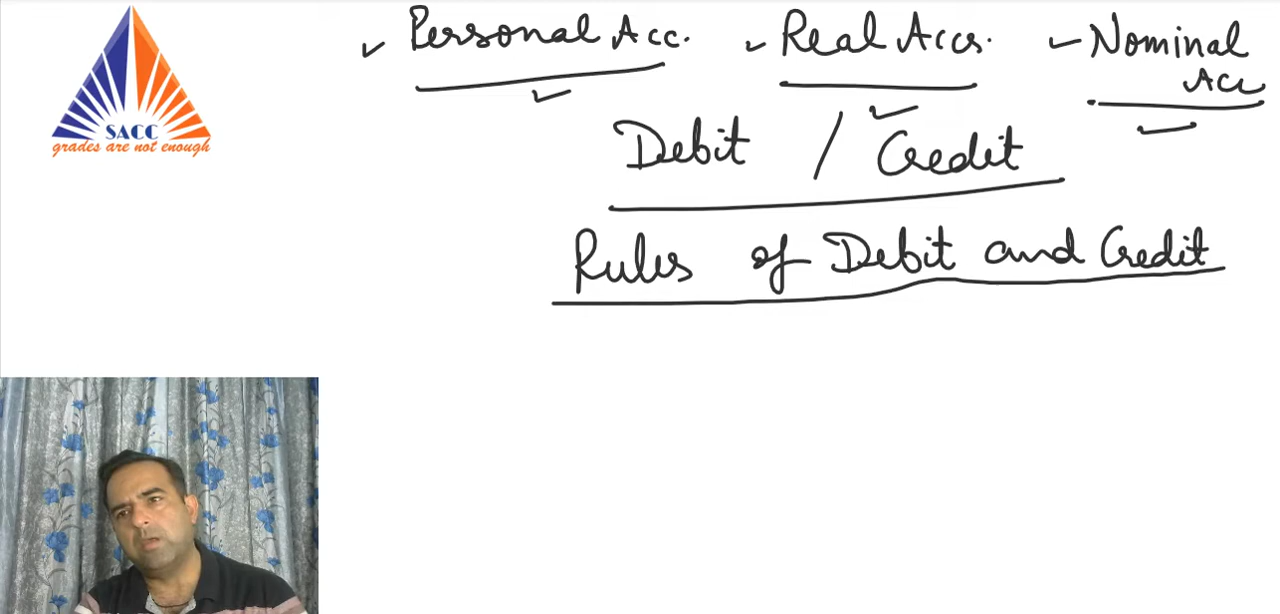 SACC
grades are not enough
Personal Acc. Real Accs. Nominal
Acc
Debit / Credit
Rules of Debit and Credit